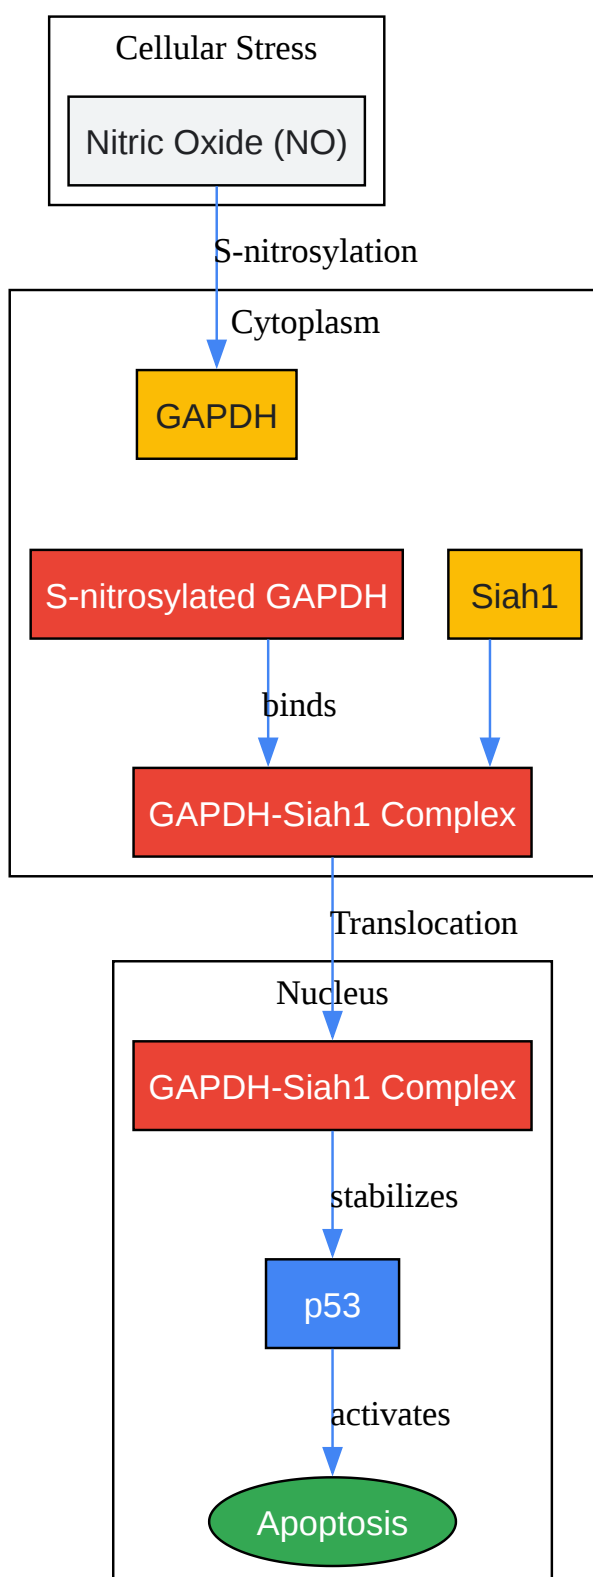 Cellular Stress
Nitric Oxide (NO)
S-nitrosylation
Cytoplasm
GAPDH
S-nitrosylated GAPDH
Siah1
binds
GAPDH-Siah1 Complex
Translocation
Nucleus
GAPDH-Siah1 Complex
stabilizes
p53
activates
Apoptosis